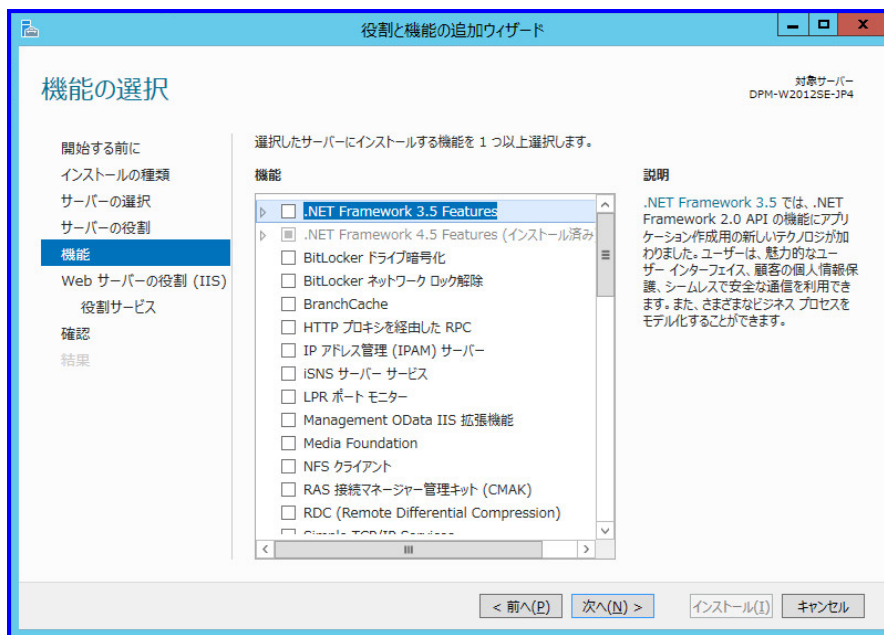 役割と機能の追加ウィザード
機能の選択
対象サーバー
DPM-W2012SE-JP4
開始する前に
インストールの種類
サーバーの選択
サーバーの役割
機能
Web サーバーの役割 (IIS)
役割サービス
確認
結果
選択したサーバーにインストールする機能を 1 つ以上選択します。
機能
.NET Framework 3.5 Features
.NET Framework 4.5 Features (インストール済み
BitLocker ドライブ暗号化
BitLocker ネットワーク ロック解除
BranchCache
HTTP プロキシを経由した RPC
IP アドレス管理 (IPAM) サーバー
iSNS サーバー サービス
LPR ポート モニター
Management OData IIS 拡張機能
Media Foundation
NFS クライアント
RAS 接続マネージャー管理キット (CMAK)
RDC (Remote Differential Compression)
Simple TCP/IP Services
説明
.NET Framework 3.5 では、.NET
Framework 2.0 API の機能にアプリ
ケーション作成用の新しいテクノロジが加
わりました。ユーザーは、魅力的なユー
ザー インターフェイス、顧客の個人情報保
護、シームレスで安全な通信を利用でき
ます。また、さまざまなビジネス プロセスを
モデル化することができます。
< 前へ(P)
次へ(N) >
インストール(I)
キャンセル